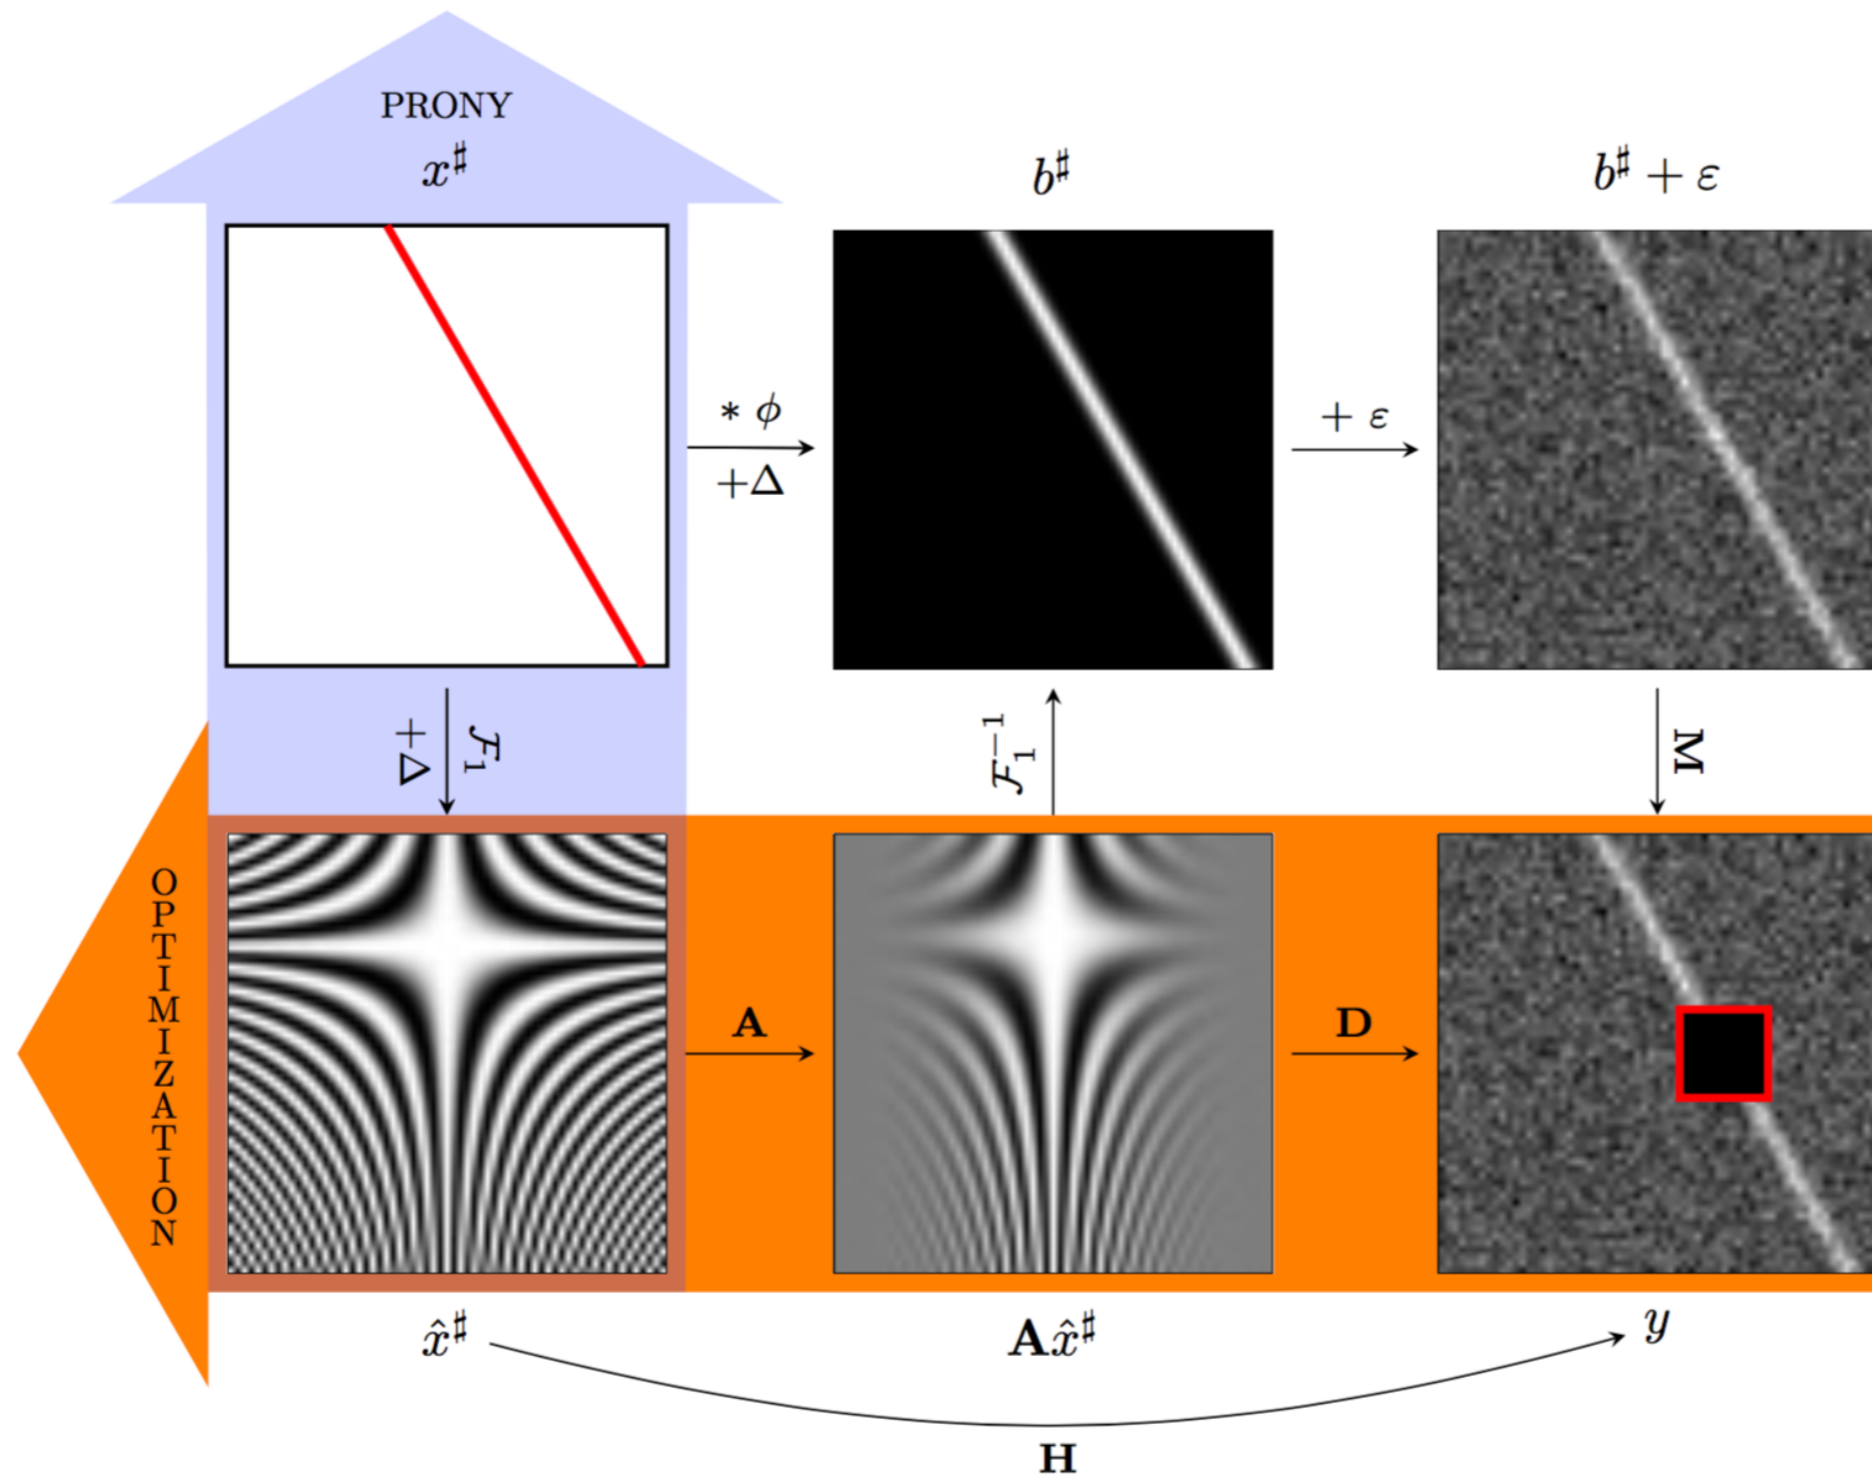 PRONY
x♯
b♯
b♯ + ε
∗ ϕ
+Δ
+ ε
+Δ
ℱ₁
ℱ₁⁻¹
M
OPTIMIZATION
A
D
x̂♯
Ax̂♯
y
H